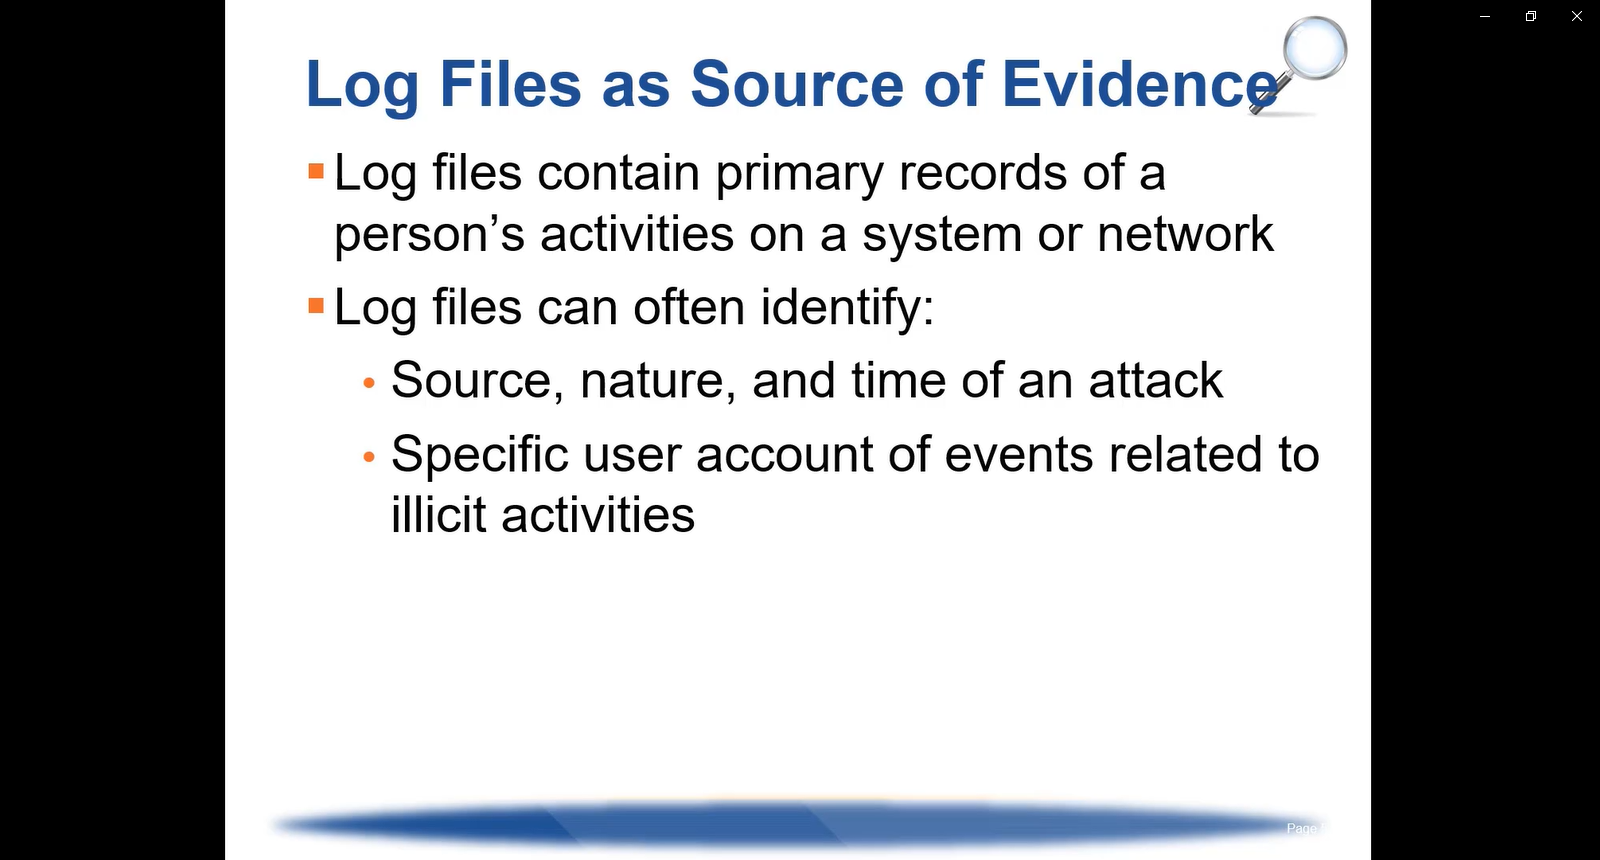 Log Files as Source of Evidence
Log files contain primary records of a
person’s activities on a system or network
Log files can often identify:
• Source, nature, and time of an attack
• Specific user account of events related to
illicit activities
Page